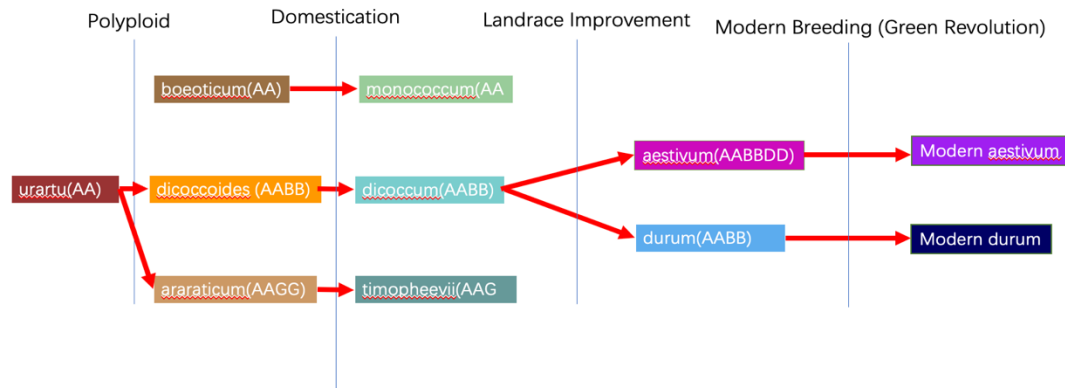 Polyploid
Domestication
Landrace Improvement
Modern Breeding (Green Revolution)
boeoticum(AA)
monococcum(AA
aestivum(AABBDD)
Modern aestivum
urartu(AA)
dicoccoides (AABB)
dicoccum(AABB)
durum(AABB)
Modern durum
araraticum(AAGG)
timopheevii(AAG